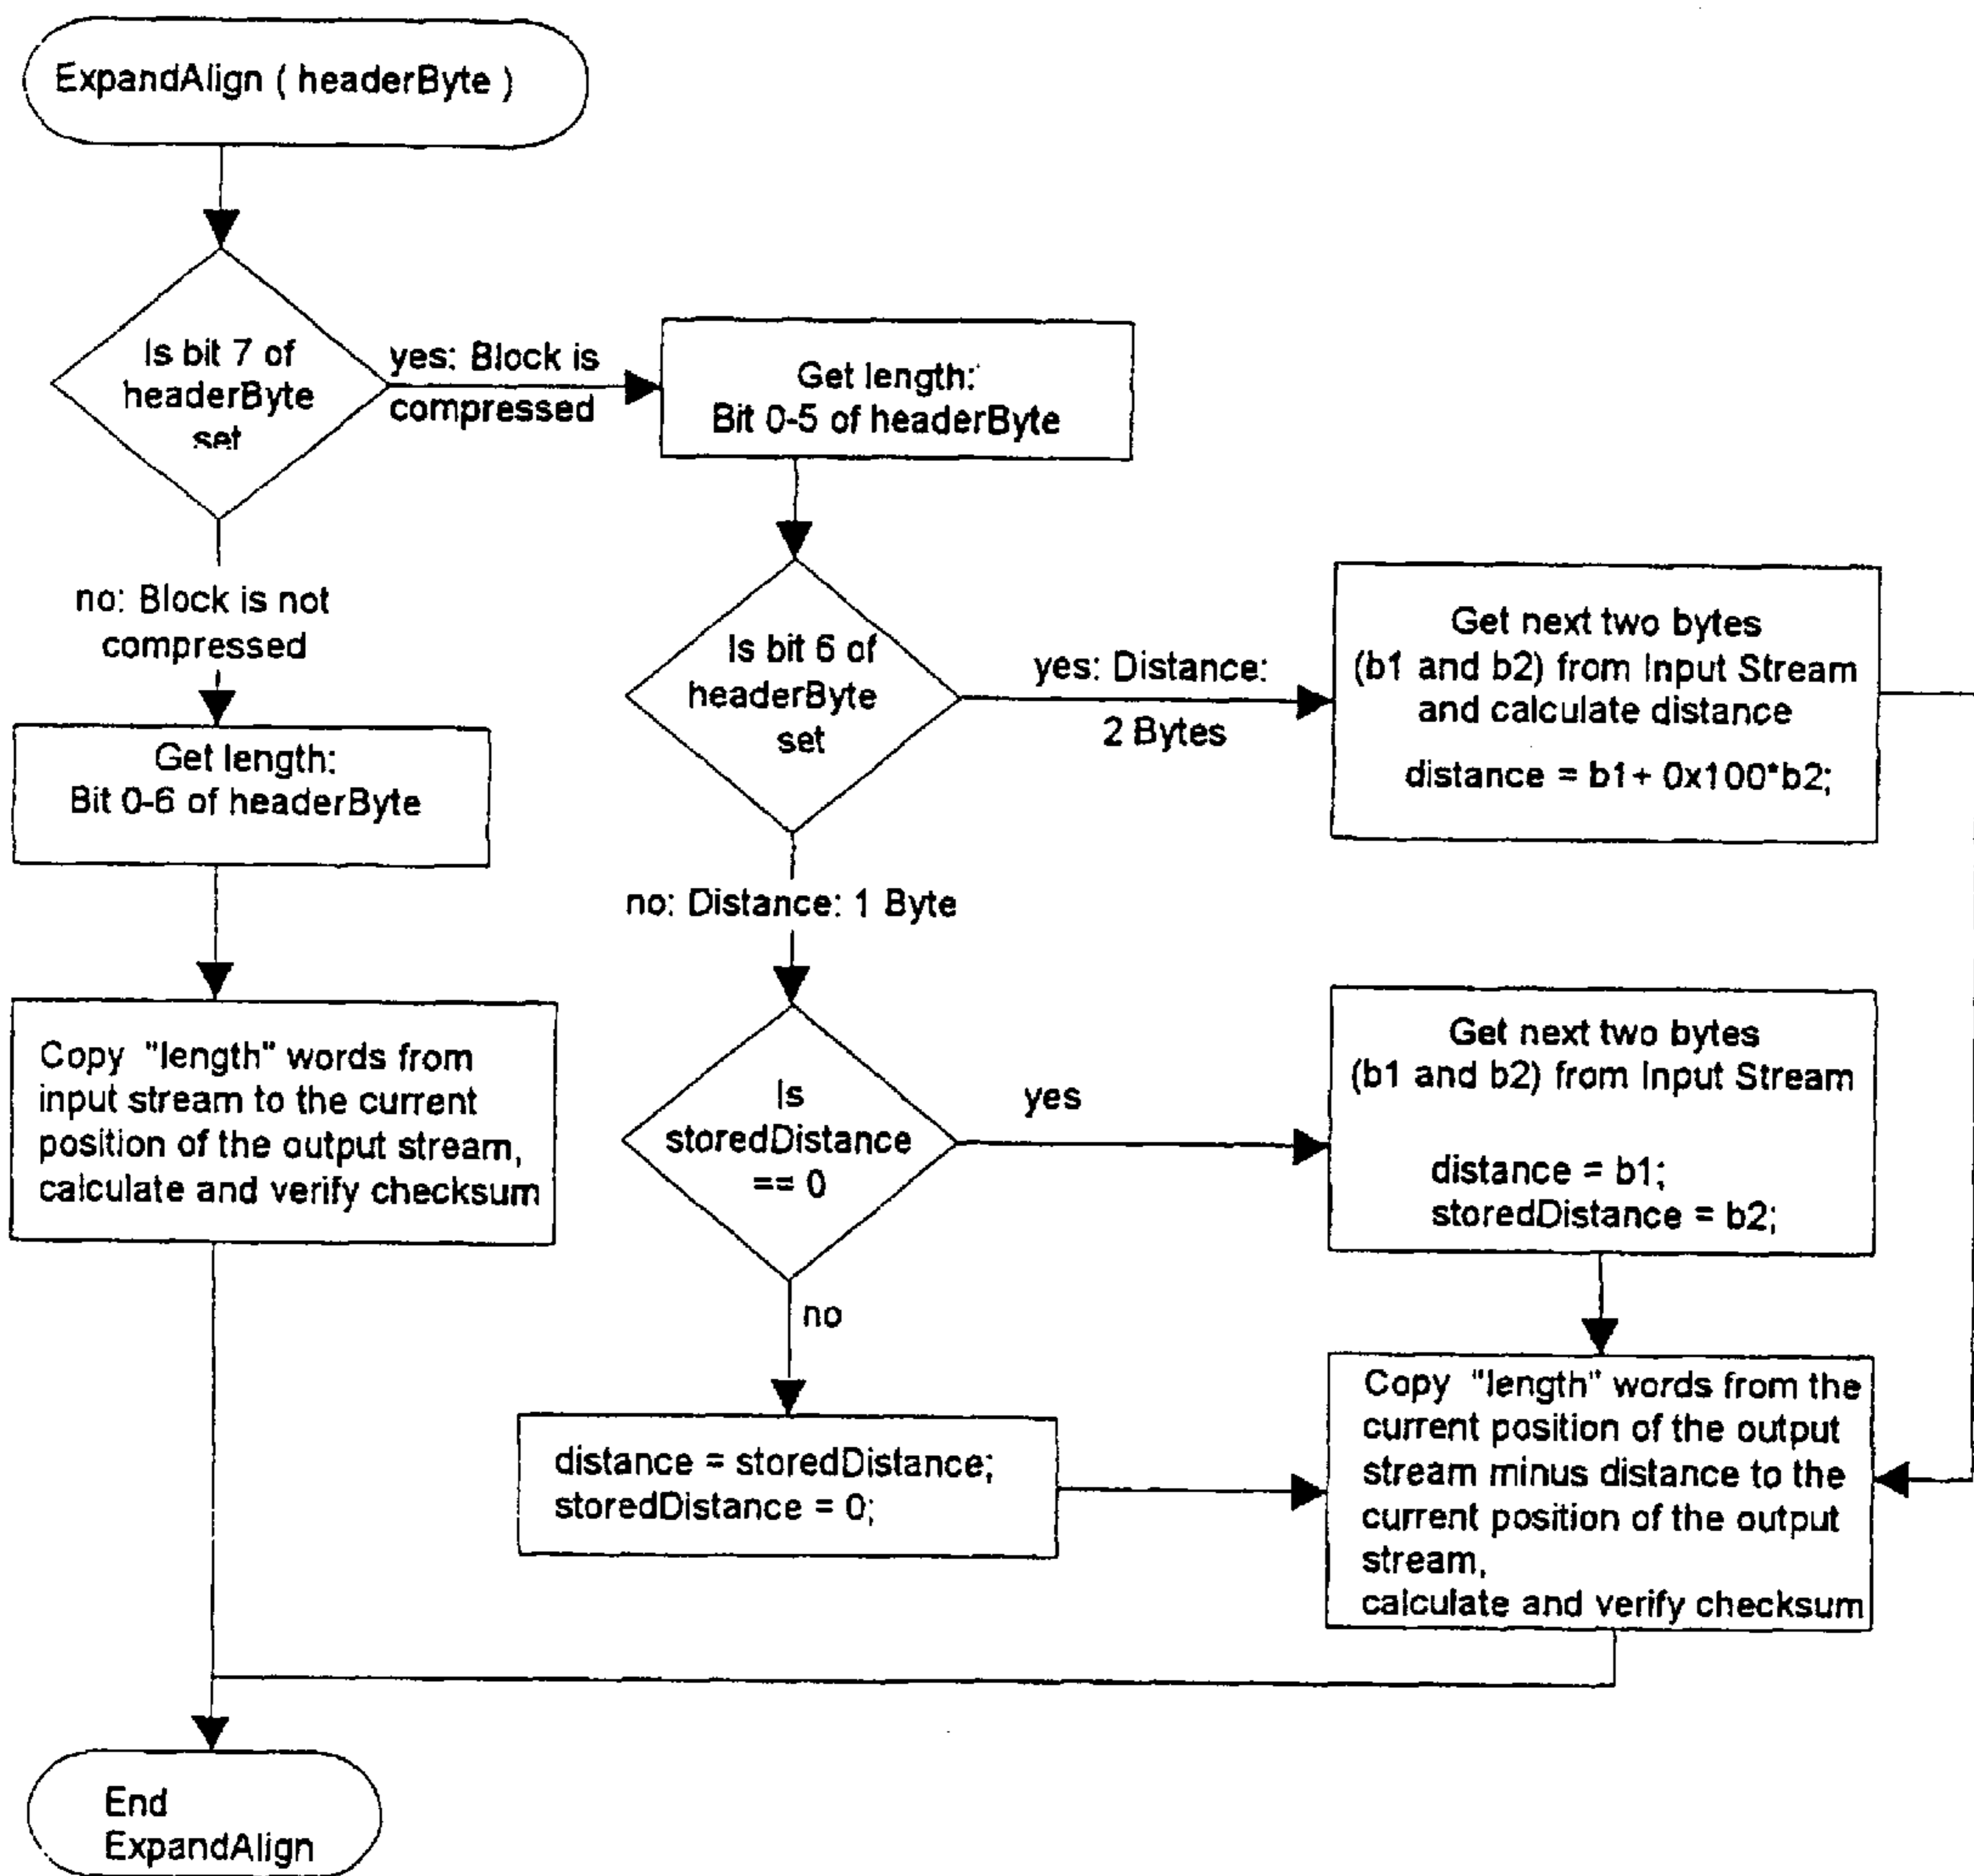 ExpandAlign ( headerByte )
Is bit 7 of
headerByte
set
yes: Block is
compressed
Get length:
Bit 0-5 of headerByte
no: Block is not
compressed
Get length:
Bit 0-6 of headerByte
Is bit 6 of
headerByte
set
yes: Distance:
2 Bytes
Get next two bytes
(b1 and b2) from Input Stream
and calculate distance
distance = b1+ 0x100*b2;
no: Distance: 1 Byte
Copy "length" words from
input stream to the current
position of the output stream,
calculate and verify checksum
Is
storedDistance
== 0
yes
Get next two bytes
(b1 and b2) from Input Stream
distance = b1;
storedDistance = b2;
no
distance = storedDistance;
storedDistance = 0;
Copy "length" words from the
current position of the output
stream minus distance to the
current position of the output
stream,
calculate and verify checksum
End
ExpandAlign